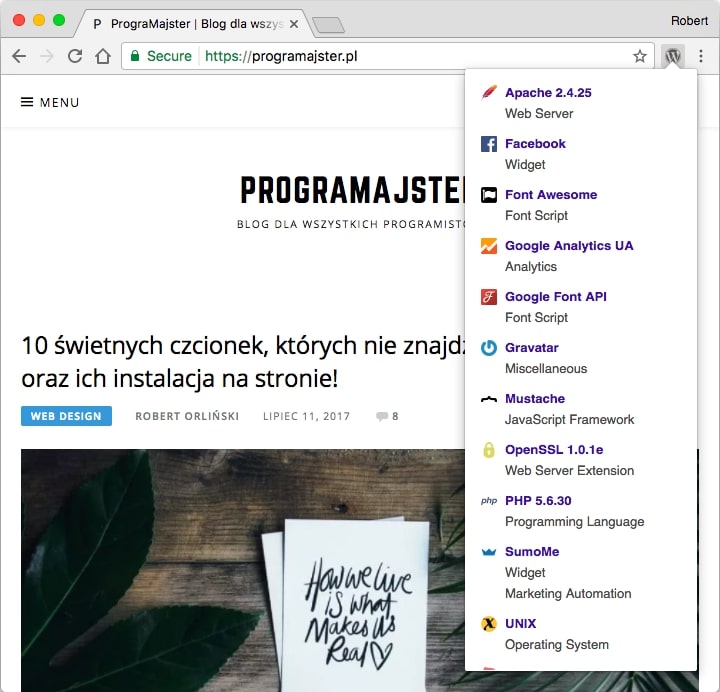 Robert
P PrograMajster | Blog dla wszys
Secure https://programajster.pl
MENU
PROGRAMAJSTE
BLOG DLA WSZYSTKICH PROGRAMISTÓ
10 świetnych czcionek, których nie znajdz
oraz ich instalacja na stronie!
WEB DESIGN ROBERT ORLIŃSKI LIPIEC 11, 2017 8
How we live
is what
Makes us
Real
Apache 2.4.25
Web Server
Facebook
Widget
Font Awesome
Font Script
Google Analytics UA
Analytics
Google Font API
Font Script
Gravatar
Miscellaneous
Mustache
JavaScript Framework
OpenSSL 1.0.1e
Web Server Extension
php PHP 5.6.30
Programming Language
SumoMe
Widget
Marketing Automation
UNIX
Operating System